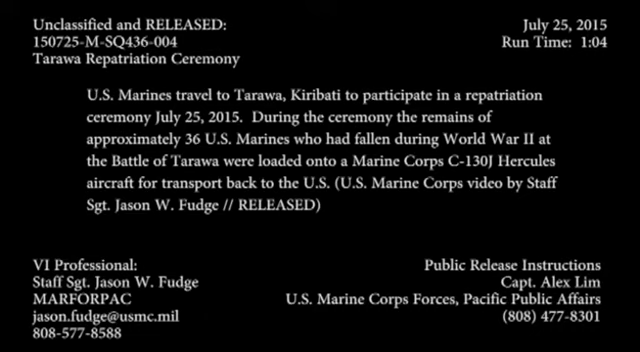 Unclassified and RELEASED:
150725-M-SQ436-004
Tarawa Repatriation Ceremony
July 25, 2015
Run Time: 1:04
U.S. Marines travel to Tarawa, Kiribati to participate in a repatriation
ceremony July 25, 2015. During the ceremony the remains of
approximately 36 U.S. Marines who had fallen during World War II at
the Battle of Tarawa were loaded onto a Marine Corps C-130J Hercules
aircraft for transport back to the U.S. (U.S. Marine Corps video by Staff
Sgt. Jason W. Fudge // RELEASED)
VI Professional:
Staff Sgt. Jason W. Fudge
MARFORPAC
jason.fudge@usmc.mil
808-577-8588
Public Release Instructions
Capt. Alex Lim
U.S. Marine Corps Forces, Pacific Public Affairs
(808) 477-8301